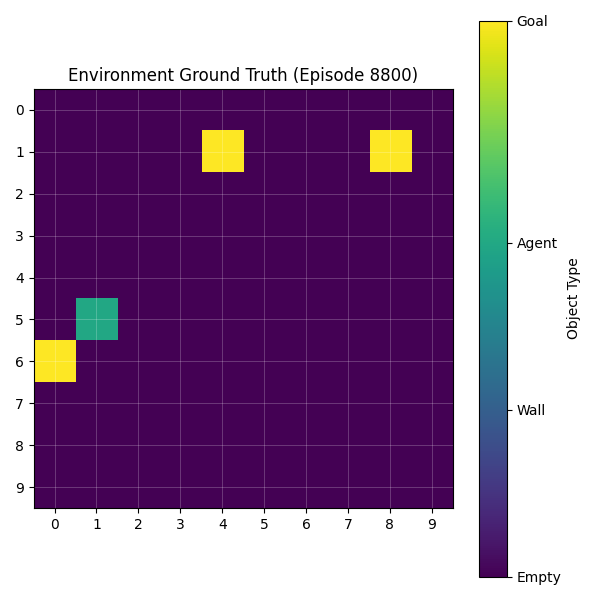 Environment Ground Truth (Episode 8800)
0
1
2
3
4
5
6
7
8
9
0 1 2 3 4 5 6 7 8 9
Goal
Agent
Wall
Empty
Object Type